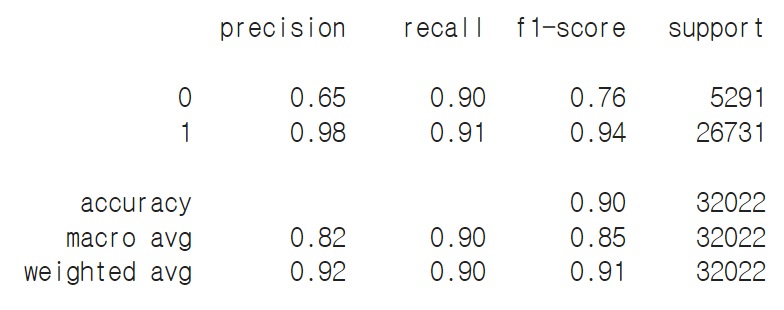 precision recall f1-score support
0 0.65 0.90 0.76 5291
1 0.98 0.91 0.94 26731
accuracy 0.90 32022
macro avg 0.82 0.90 0.85 32022
weighted avg 0.92 0.90 0.91 32022